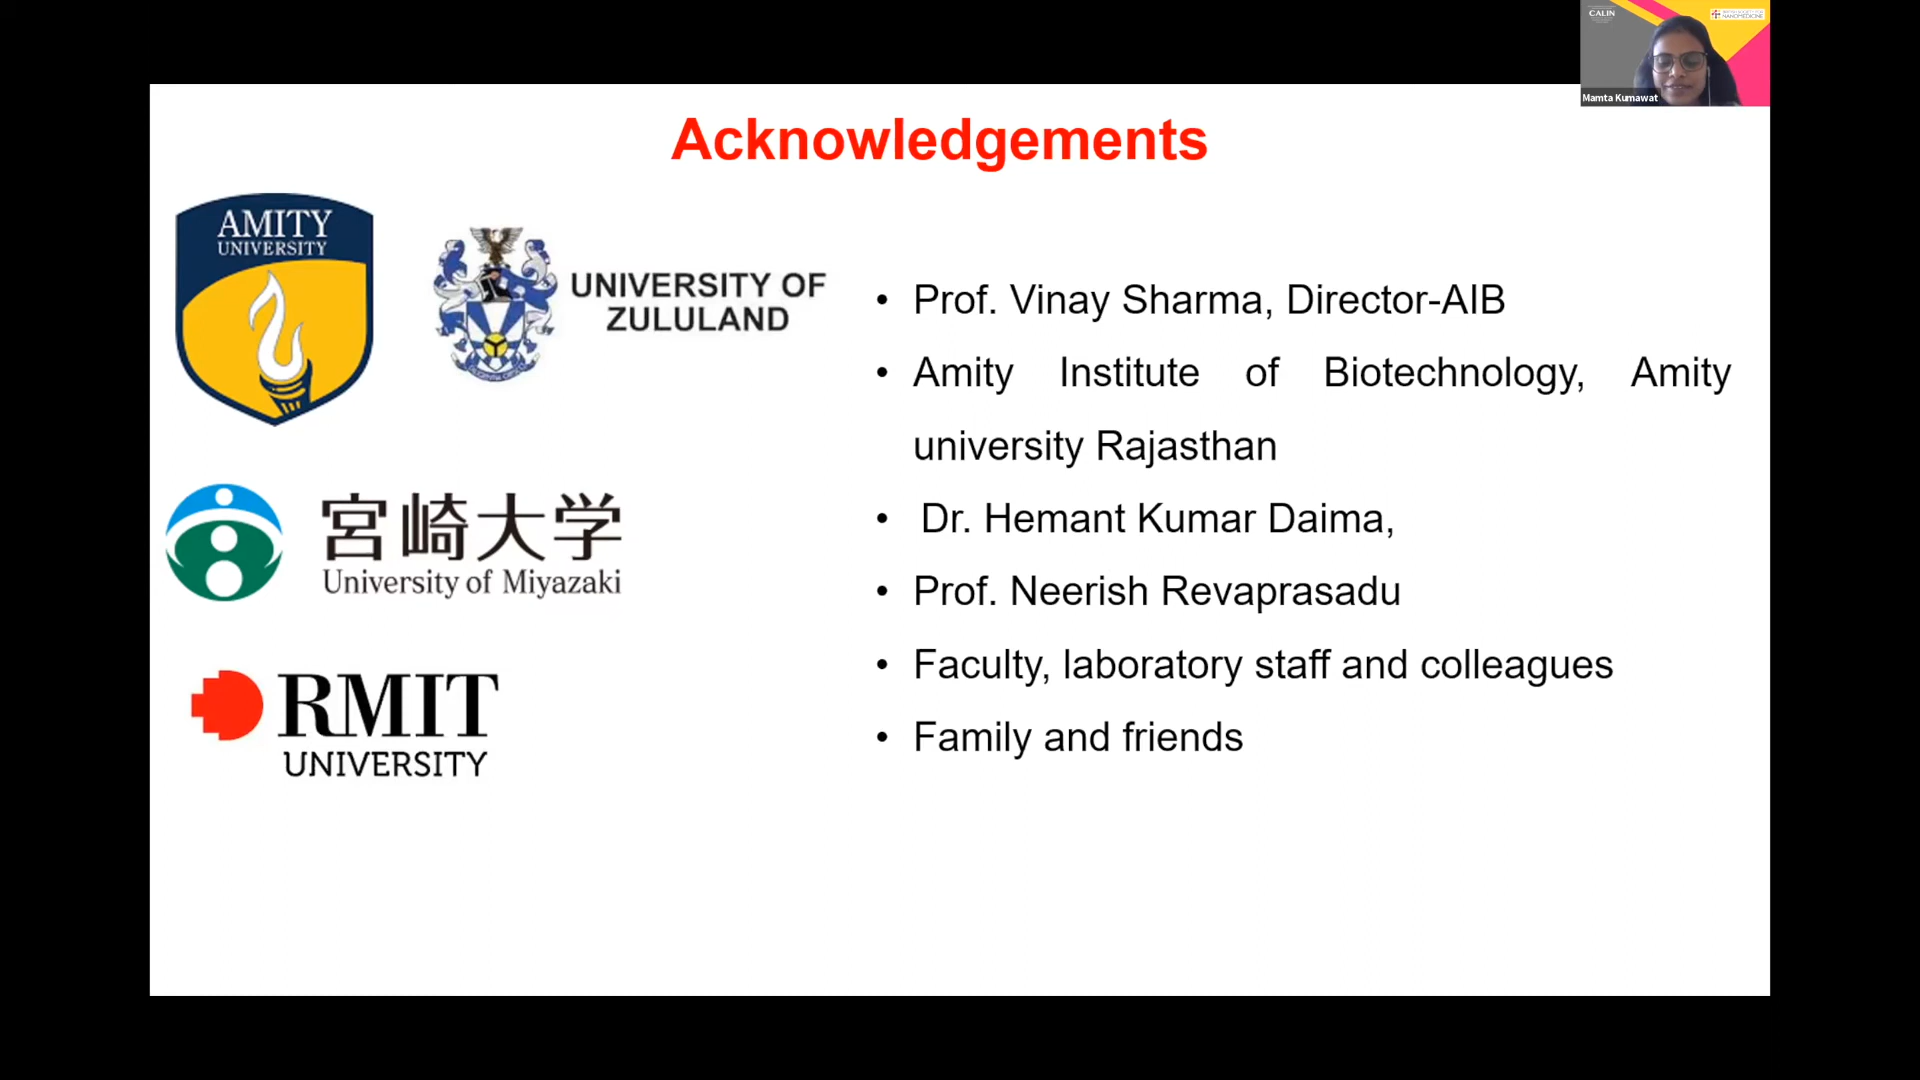 CALIN
NANOMEDICINE
Mamta Kumawat
Acknowledgements
AMITY
UNIVERSITY
UNIVERSITY OF
ZULULAND
宮崎大学
University of Miyazaki
RMIT
UNIVERSITY
• Prof. Vinay Sharma, Director-AIB
• Amity Institute of Biotechnology, Amity
university Rajasthan
• Dr. Hemant Kumar Daima,
• Prof. Neerish Revaprasadu
• Faculty, laboratory staff and colleagues
• Family and friends